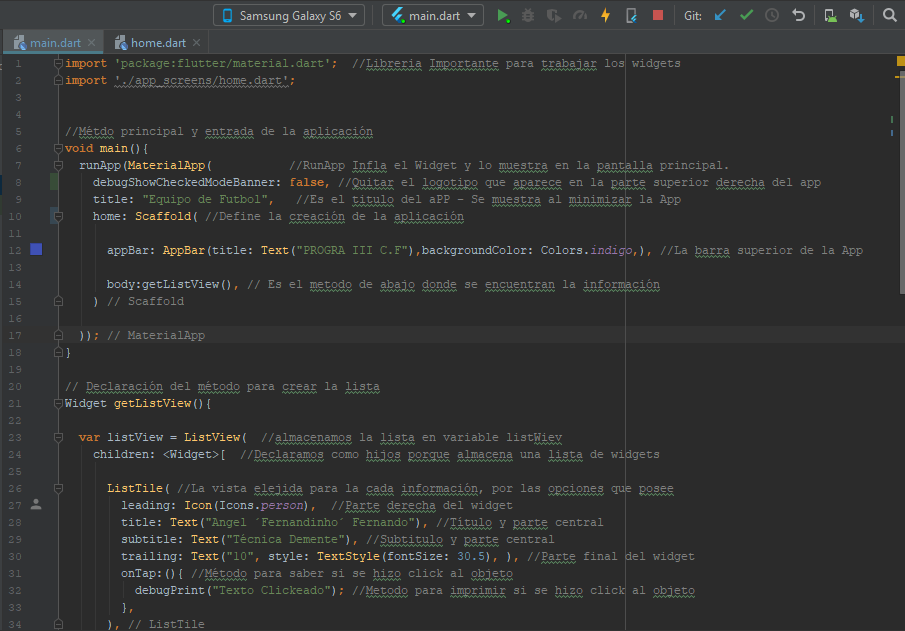 Samsung Galaxy S6 main.dart Git:
main.dart home.dart
1 import 'package:flutter/material.dart'; //Libreria Importante para trabajar los widgets
2 import './app_screens/home.dart';
3
4
5 //Métdo principal y entrada de la aplicación
6 void main(){
7 runApp(MaterialApp( //RunApp Infla el Widget y lo muestra en la pantalla principal.
8 debugShowCheckedModeBanner: false, //Quitar el logotipo que aparece en la parte superior derecha del app
9 title: "Equipo de Futbol", //Es el titulo del aPP - Se muestra al minimizar la App
10 home: Scaffold( //Define la creación de la aplicación
11
12 appBar: AppBar(title: Text("PROGRA III C.F"),backgroundColor: Colors.indigo,), //La barra superior de la App
13
14 body:getListView(), // Es el metodo de abajo donde se encuentran la información
15 ) // Scaffold
16
17 )); // MaterialApp
18 }
19
20 // Declaración del método para crear la lista
21 Widget getListView(){
22
23 var listView = ListView( //almacenamos la lista en variable listWiev
24 children: <Widget>[ //Declaramos como hijos porque almacena una lista de widgets
25
26 ListTile( //La vista elejida para la cada información, por las opciones que posee
27 leading: Icon(Icons.person), //Parte derecha del widget
28 title: Text("Angel ´Fernandinho´ Fernando"), //Titulo y parte central
29 subtitle: Text("Técnica Demente"), //Subtitulo y parte central
30 trailing: Text("10", style: TextStyle(fontSize: 30.5), ), //Parte final del widget
31 onTap:(){ //Método para saber si se hizo click al objeto
32 debugPrint("Texto Clickeado"); //Metodo para imprimir si se hizo click al objeto
33 },
34 ), // ListTile